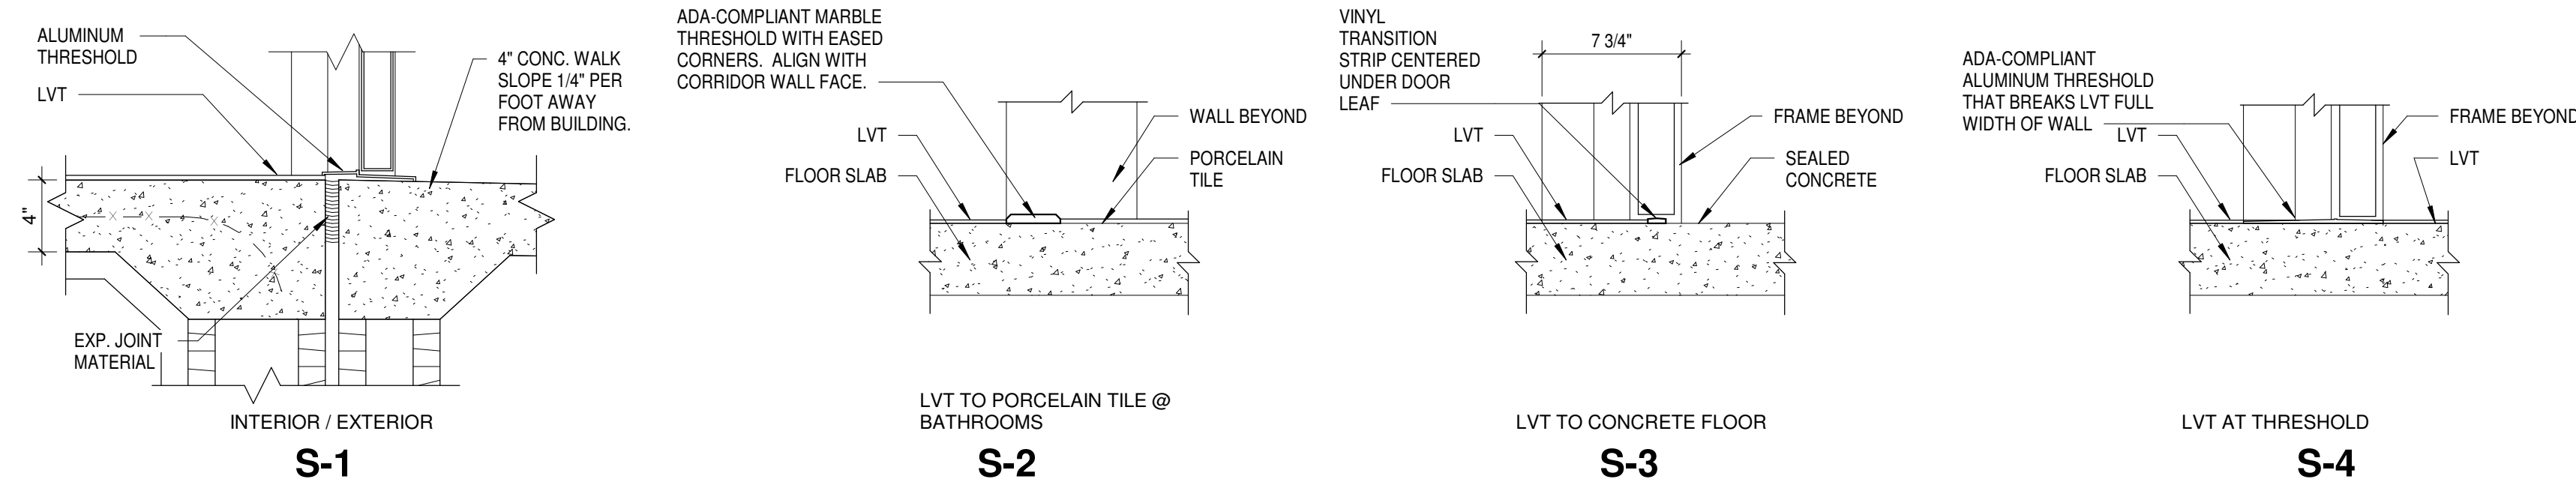 ALUMINUM
THRESHOLD
LVT
4" CONC. WALK
SLOPE 1/4" PER
FOOT AWAY
FROM BUILDING.
4"
X X X
EXP. JOINT
MATERIAL
INTERIOR / EXTERIOR
S-1
ADA-COMPLIANT MARBLE
THRESHOLD WITH EASED
CORNERS. ALIGN WITH
CORRIDOR WALL FACE.
LVT
FLOOR SLAB
WALL BEYOND
PORCELAIN
TILE
LVT TO PORCELAIN TILE @
BATHROOMS
S-2
VINYL
TRANSITION
STRIP CENTERED
UNDER DOOR
LEAF
7 3/4"
LVT
FLOOR SLAB
FRAME BEYOND
SEALED
CONCRETE
LVT TO CONCRETE FLOOR
S-3
ADA-COMPLIANT
ALUMINUM THRESHOLD
THAT BREAKS LVT FULL
WIDTH OF WALL
LVT
FLOOR SLAB
FRAME BEYOND
LVT
LVT AT THRESHOLD
S-4